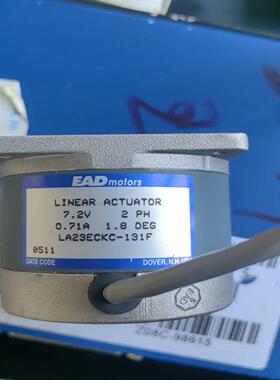 EAD motors
LINEAR ACTUATOR
7.2V 2 PH
0.71A 1.8 DEG
LA23ECKC-131F
0511
DATE CODE DOVER, N.H.
EAD